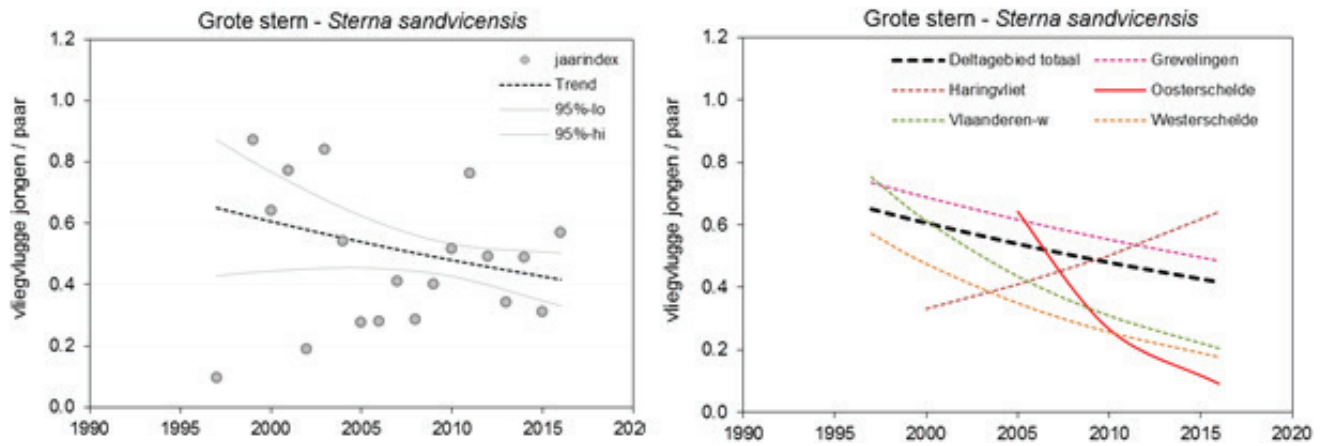 Grote stern - Sterna sandvicensis
1.2
1.0
0.8
0.6
0.4
0.2
0.0
vliegvlugge jongen / paar
jaarindex
Trend
95%-lo
95%-hi
1990 1995 2000 2005 2010 2015 202
Grote stern - Sterna sandvicensis
1.2
1.0
0.8
0.6
0.4
0.2
0.0
vliegvlugge jongen / paar
Deltagebied totaal Grevelingen
Haringvliet Oosterschelde
Vlaanderen-w Westerschelde
1990 1995 2000 2005 2010 2015 2020